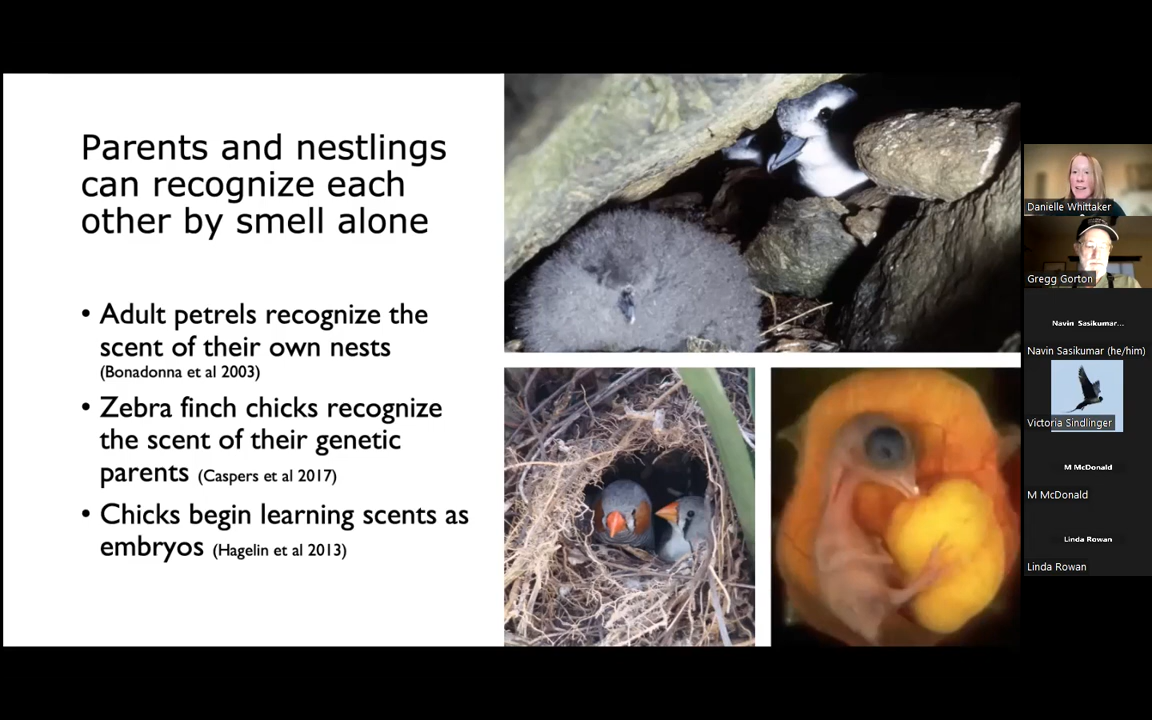 Parents and nestlings
can recognize each
other by smell alone
• Adult petrels recognize the
scent of their own nests
(Bonadonna et al 2003)
• Zebra finch chicks recognize
the scent of their genetic
parents (Caspers et al 2017)
• Chicks begin learning scents as
embryos (Hagelin et al 2013)
Danielle Whittaker
Gregg Gorton
Navin Sasikumar...
Navin Sasikumar (he/him)
Victoria Sindlinger
M McDonald
M McDonald
Linda Rowan
Linda Rowan